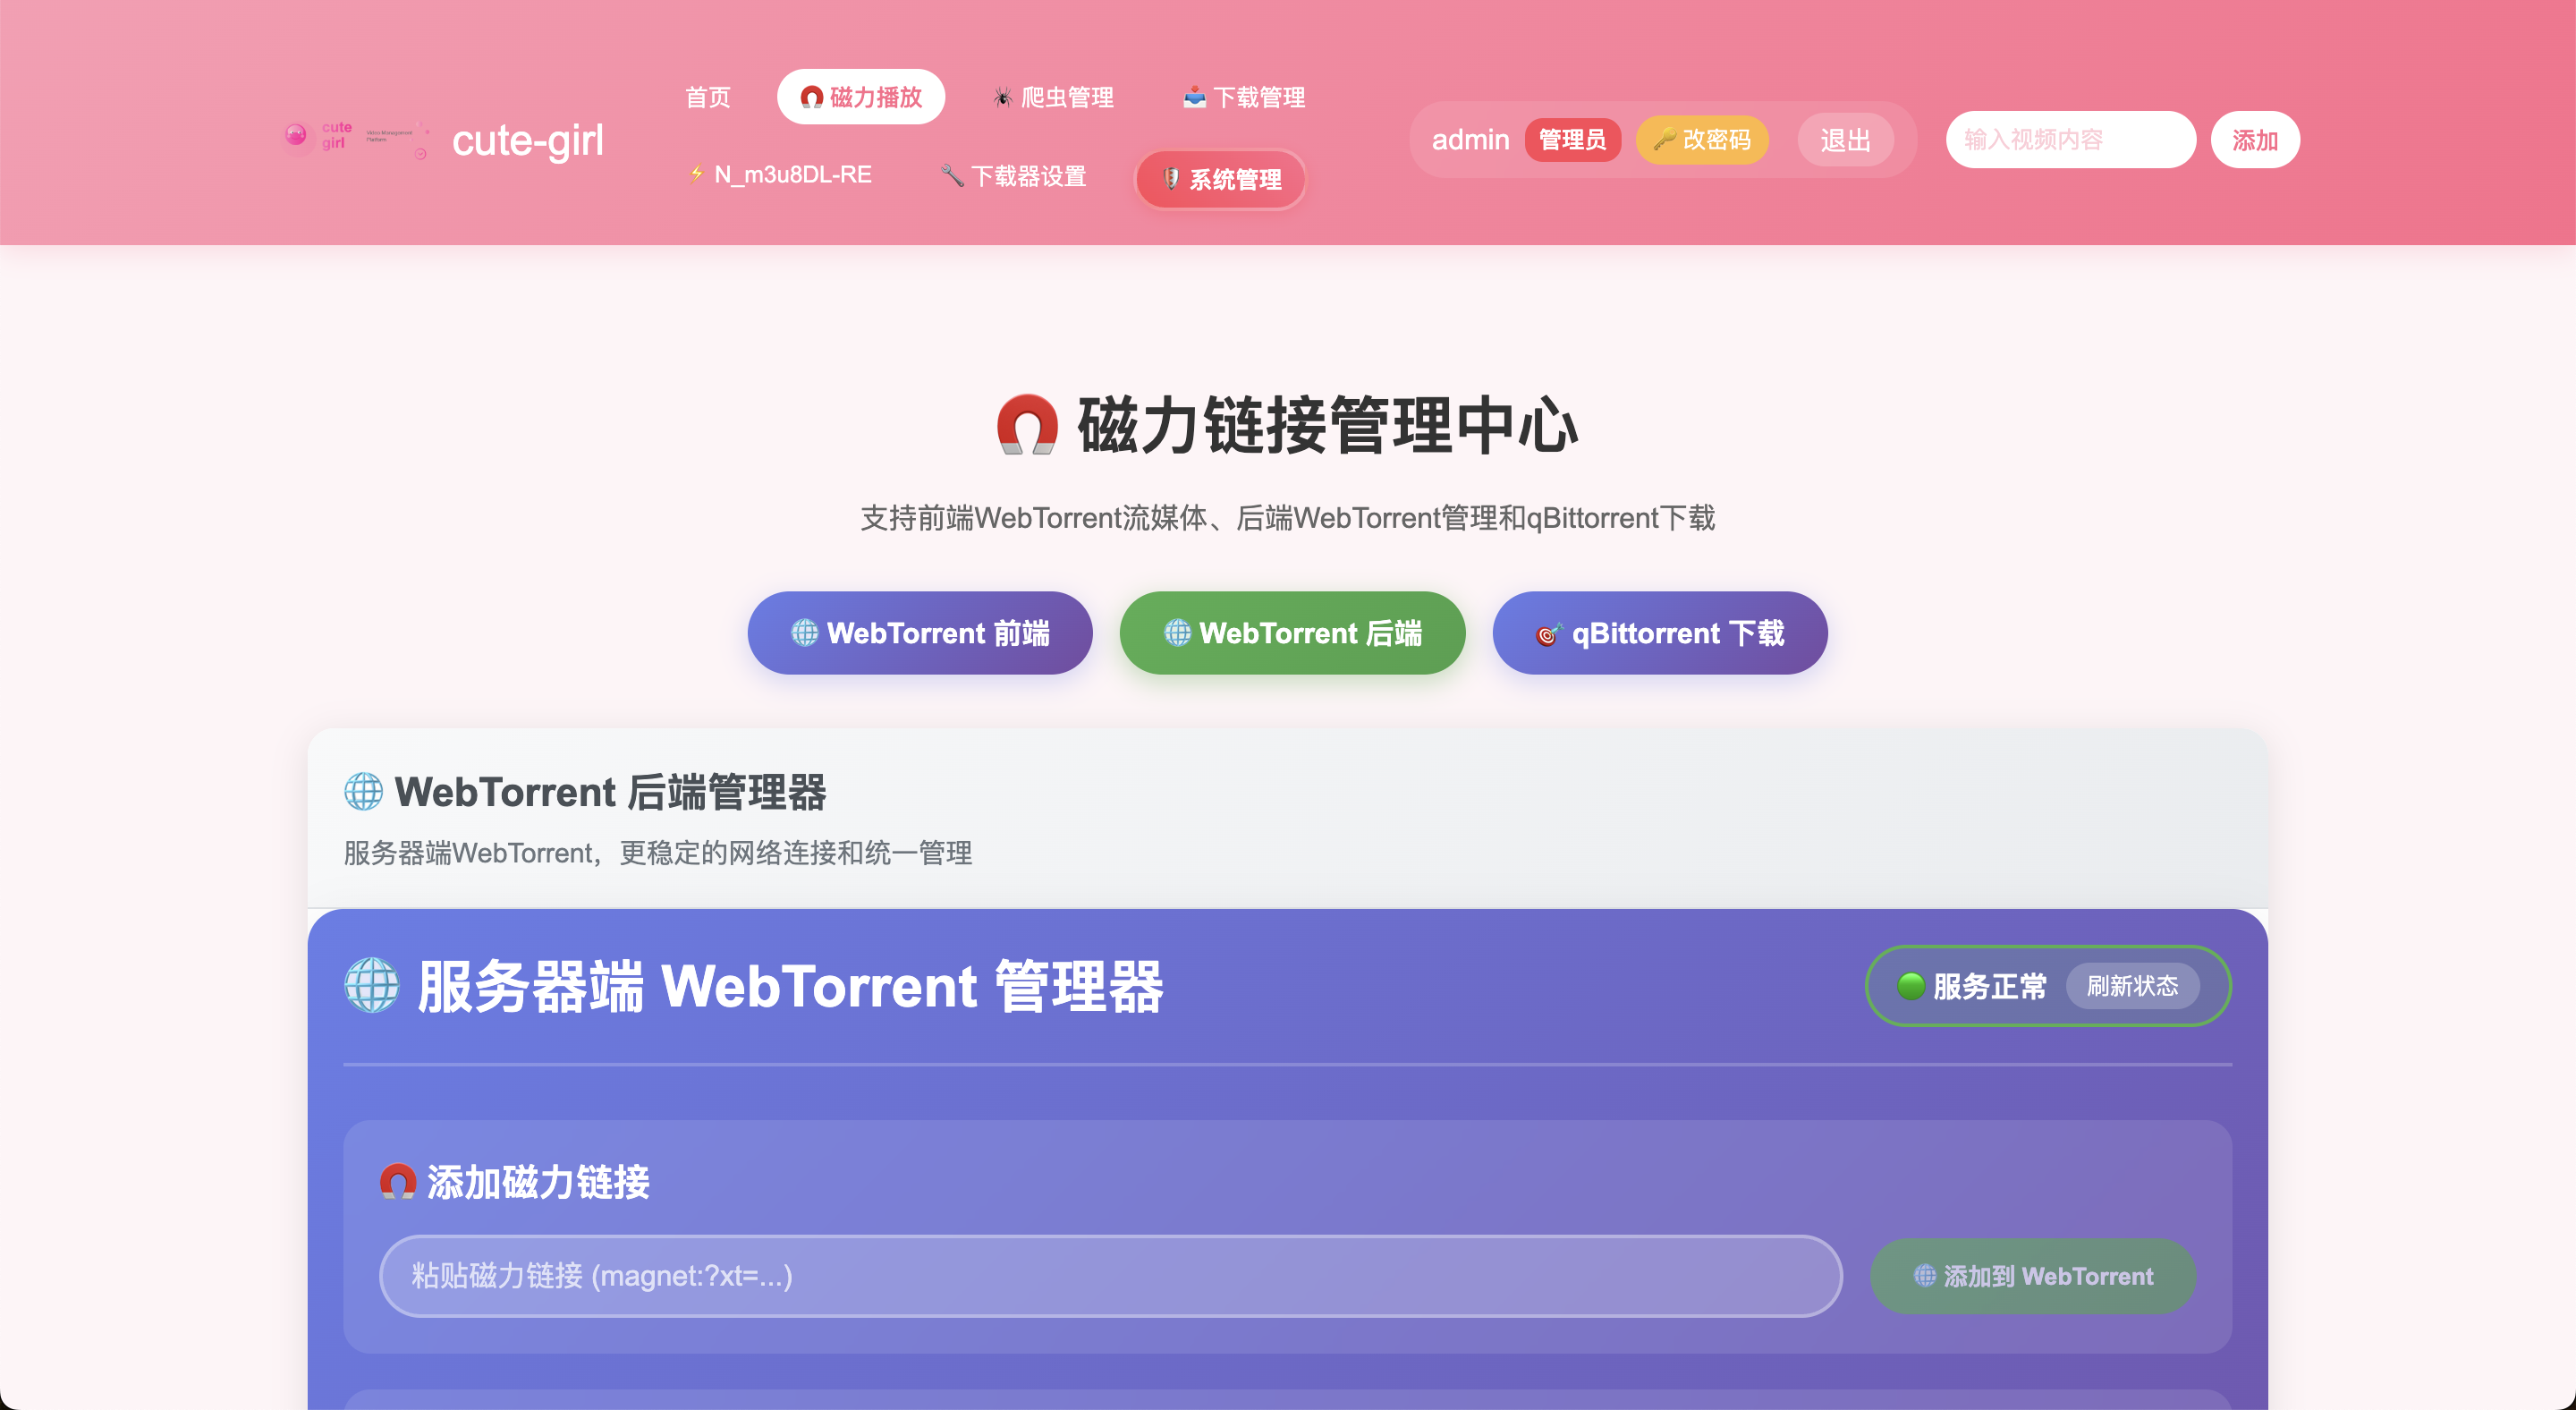 cute
girl
Video Management
Platform
cute-girl
首页
磁力播放
爬虫管理
下载管理
N_m3u8DL-RE
下载器设置
系统管理
admin
管理员
改密码
退出
输入视频内容
添加
磁力链接管理中心
支持前端WebTorrent流媒体、后端WebTorrent管理和qBittorrent下载
WebTorrent 前端
WebTorrent 后端
qBittorrent 下载
WebTorrent 后端管理器
服务器端WebTorrent，更稳定的网络连接和统一管理
服务器端 WebTorrent 管理器
服务正常
刷新状态
添加磁力链接
粘贴磁力链接 (magnet:?xt=...)
添加到 WebTorrent